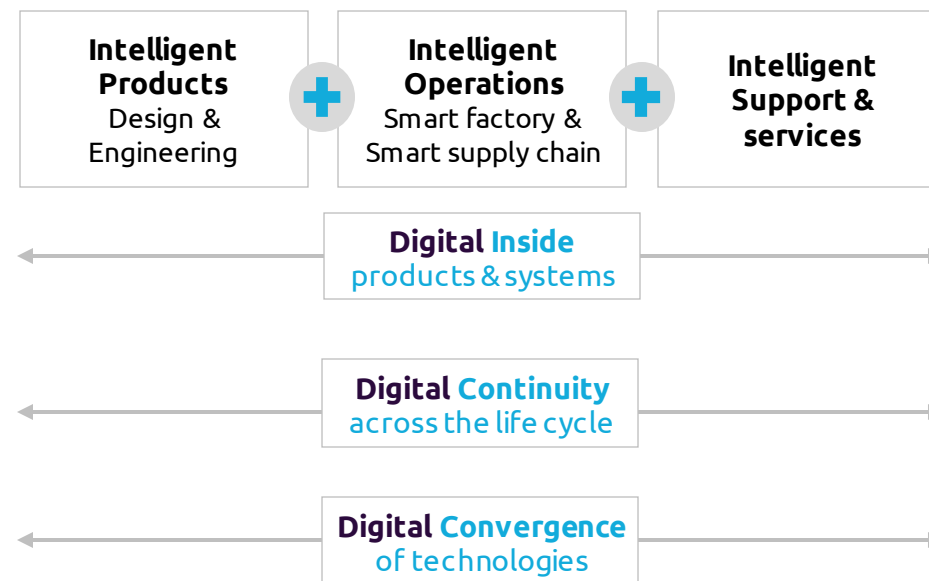 Intelligent
Products
Design &
Engineering
Intelligent
Operations
Smart factory &
Smart supply chain
Intelligent
Support &
services
Digital Inside
products & systems
Digital Continuity
across the life cycle
Digital Convergence
of technologies